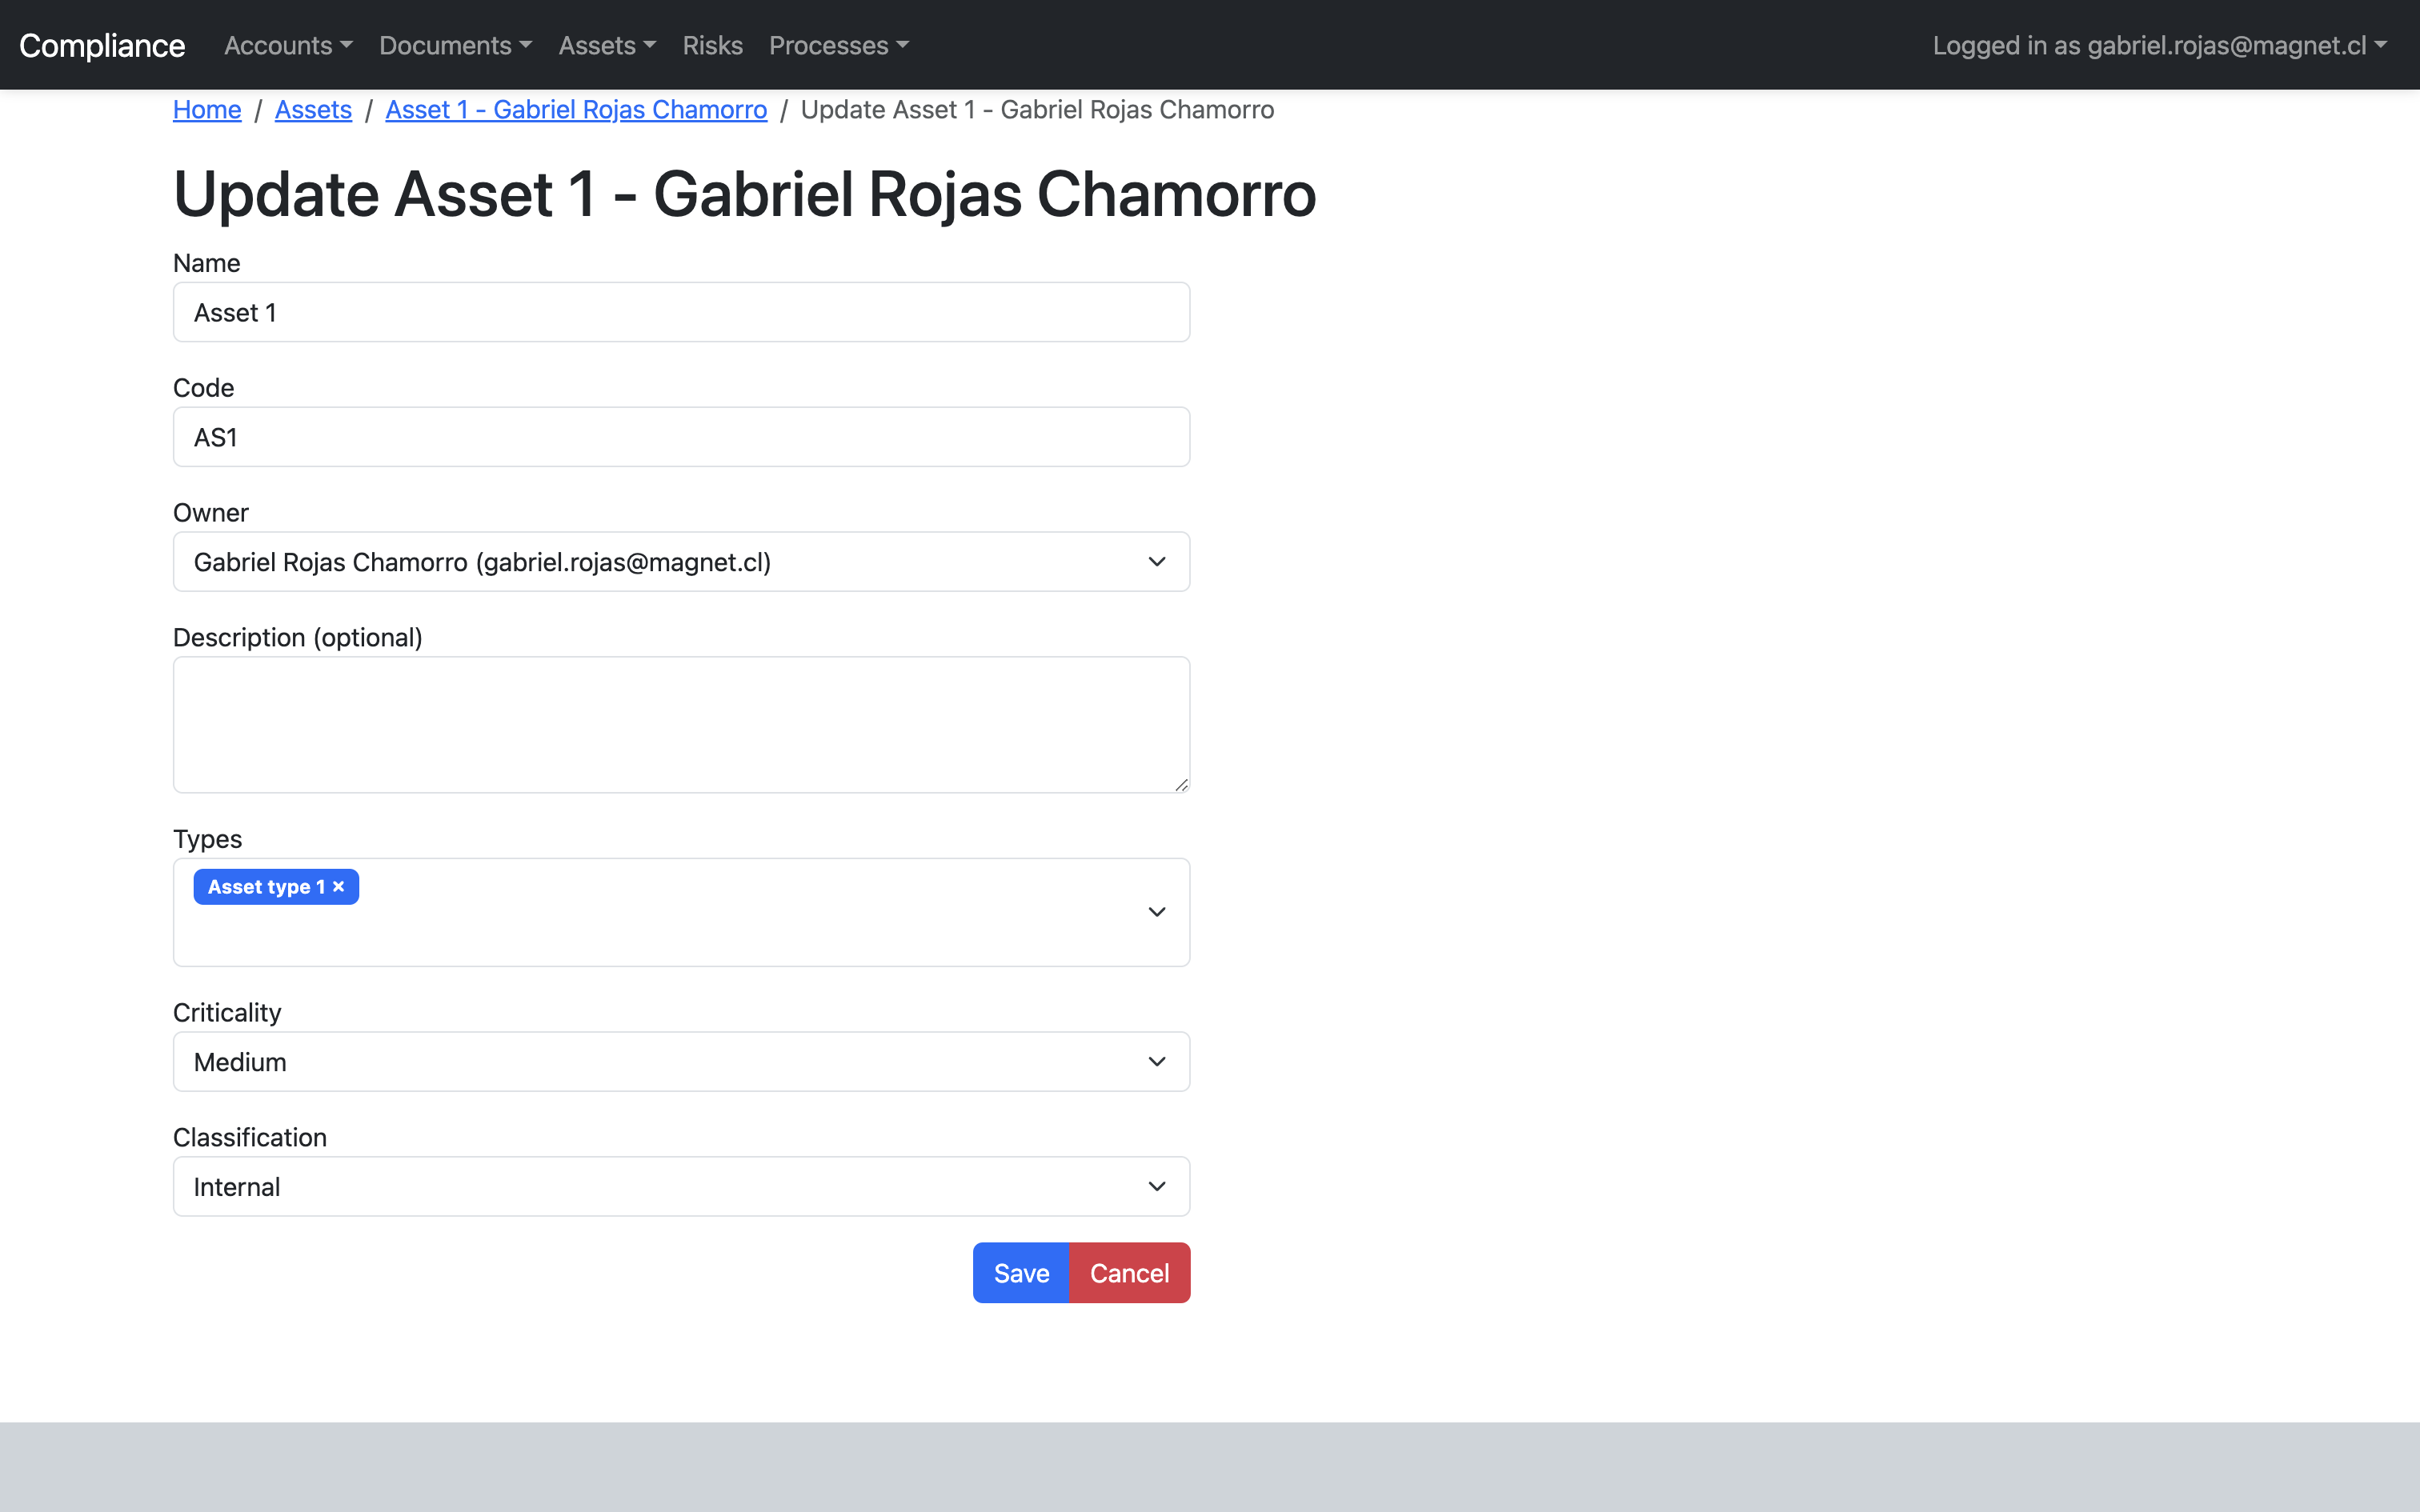 Compliance Accounts Documents Assets Risks Processes Logged in as gabriel.rojas@magnet.cl
Home / Assets / Asset 1 - Gabriel Rojas Chamorro / Update Asset 1 - Gabriel Rojas Chamorro
Update Asset 1 - Gabriel Rojas Chamorro
Name
Asset 1
Code
AS1
Owner
Gabriel Rojas Chamorro (gabriel.rojas@magnet.cl)
Description (optional)
Types
Asset type 1 ×
Criticality
Medium
Classification
Internal
Save Cancel